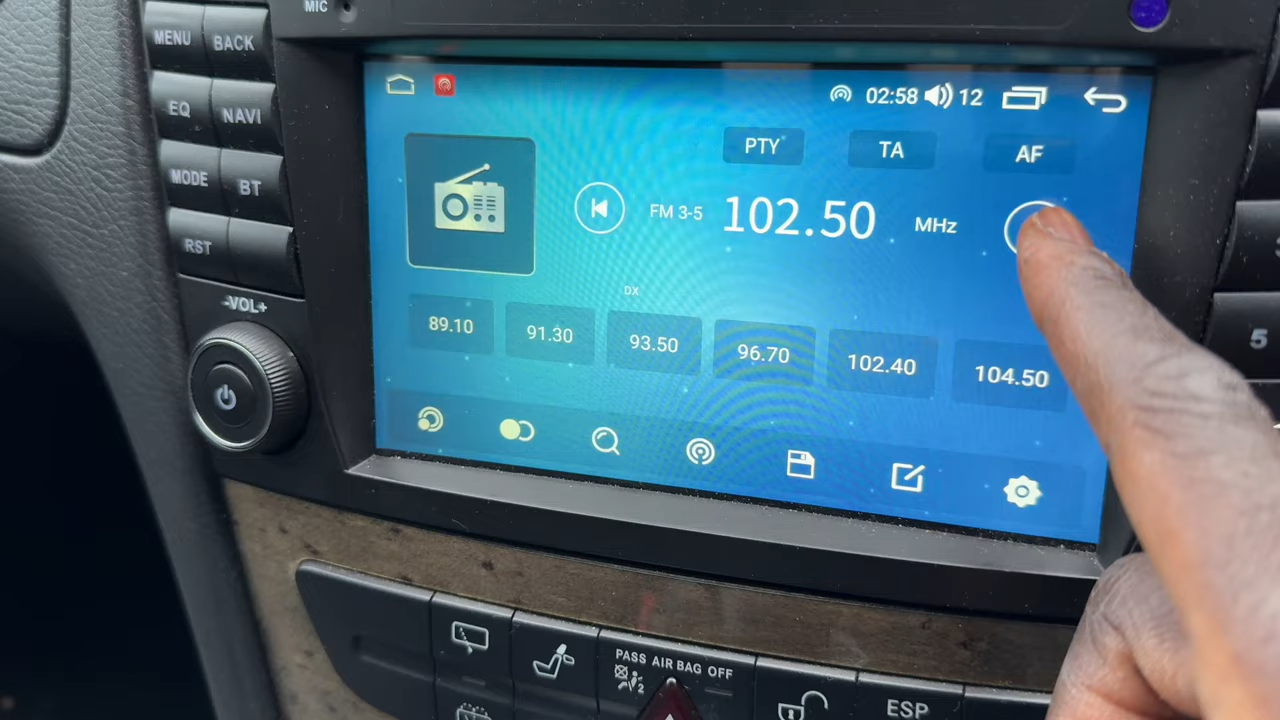 MIC
MENU
BACK
EQ
NAVI
MODE
BT
RST
-VOL+
02:58
12
PTY
TA
AF
FM 3-5
102.50
MHz
DX
89.10
91.30
93.50
96.70
102.40
104.50
5
PASS AIR BAG OFF
2
ESP